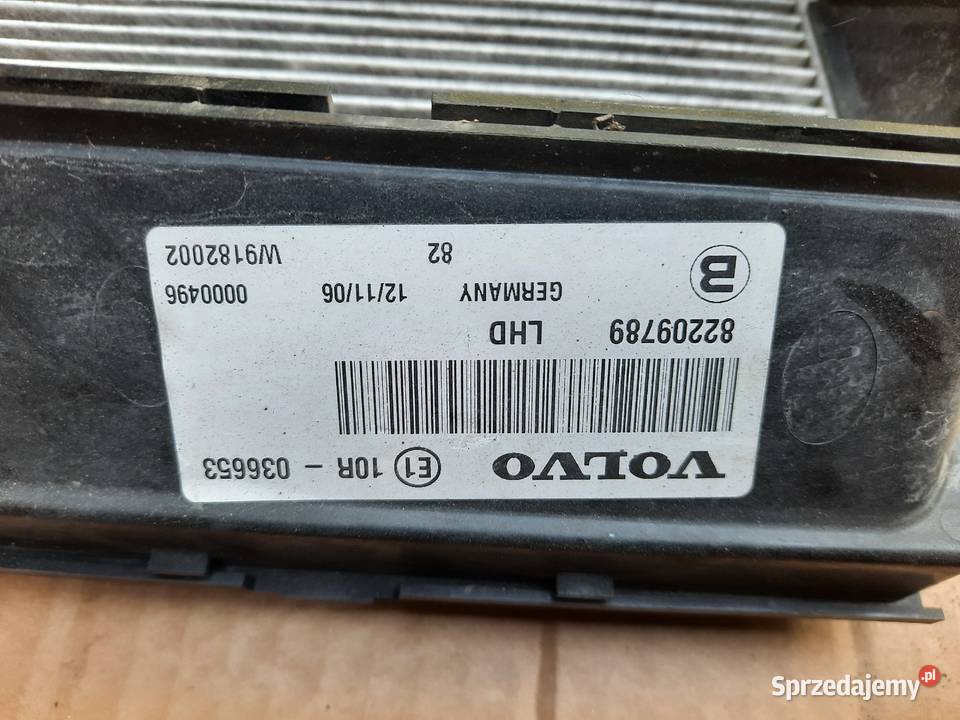 VOLVO E1 10R - 036653
82209789 LHD
GERMANY 12/11/06 0000496
B
82 W9182002
Sprzedajemy.pl